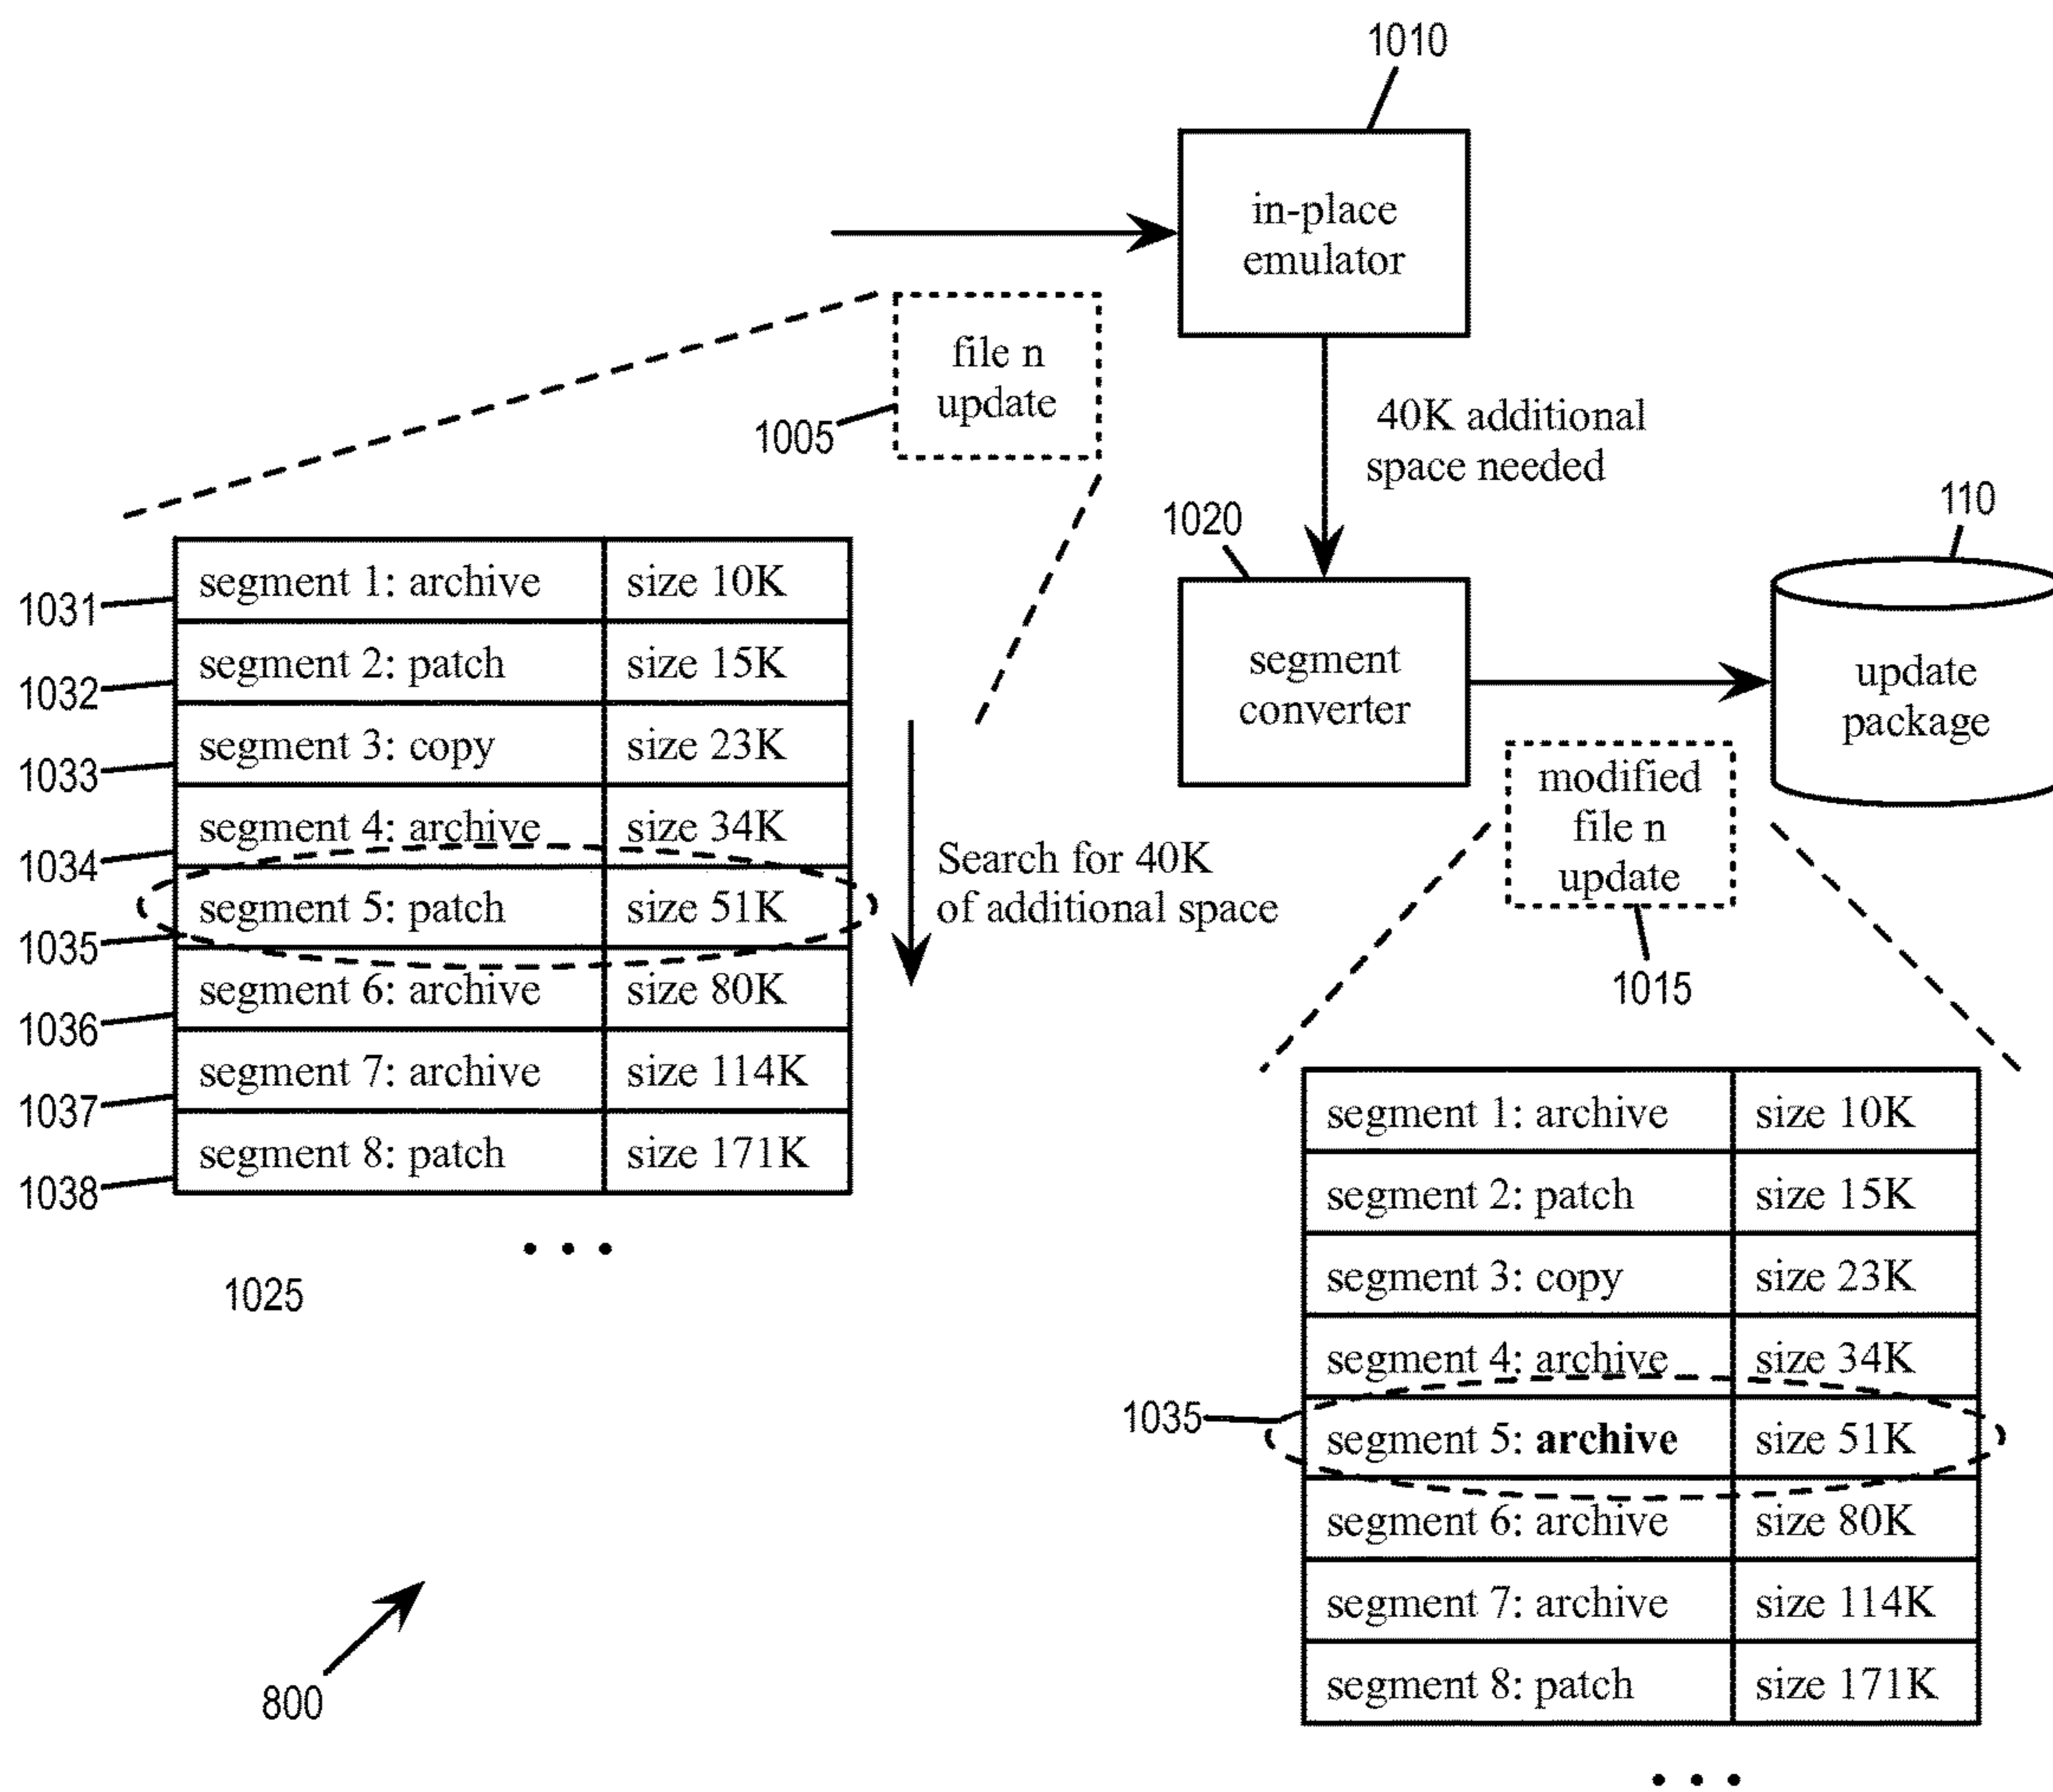 1010
in-place
emulator
file n
update
1005
40K additional
space needed
1020
110
segment
converter
update
package
modified
file n
update
1015
1031
segment 1: archive size 10K
1032
segment 2: patch size 15K
1033
segment 3: copy size 23K
1034
segment 4: archive size 34K
1035
segment 5: patch size 51K
1036
segment 6: archive size 80K
1037
segment 7: archive size 114K
1038
segment 8: patch size 171K
• • •
1025
Search for 40K
of additional space
segment 1: archive size 10K
segment 2: patch size 15K
segment 3: copy size 23K
segment 4: archive size 34K
1035
segment 5: archive size 51K
segment 6: archive size 80K
segment 7: archive size 114K
segment 8: patch size 171K
• • •
800